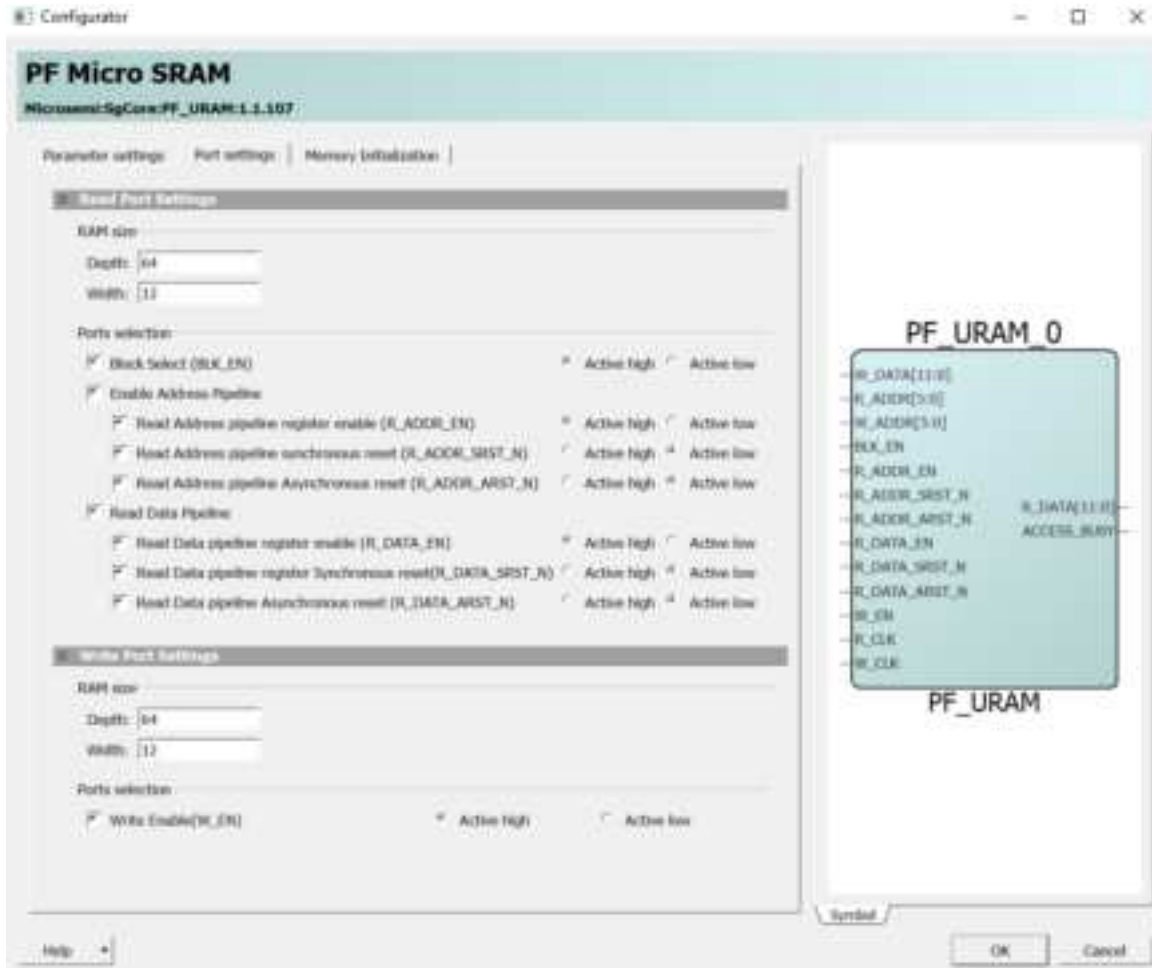 Configurator
PF Micro SRAM
Microsemi:SgCore:PF_URAM:1.1.107
Parameter settings Port settings Memory Initialization
Read Port Settings
RAM size
Depth: 64
Width: 12
Ports selection
Block Select (BLK_EN) Active high Active low
Enable Address Pipeline
Read Address pipeline register enable (R_ADDR_EN) Active high Active low
Read Address pipeline synchronous reset (R_ADDR_SRST_N) Active high Active low
Read Address pipeline Asynchronous reset (R_ADDR_ARST_N) Active high Active low
Read Data Pipeline
Read Data pipeline register enable (R_DATA_EN) Active high Active low
Read Data pipeline register Synchronous reset(R_DATA_SRST_N) Active high Active low
Read Data pipeline Asynchronous reset (R_DATA_ARST_N) Active high Active low
Write Port Settings
RAM size
Depth: 64
Width: 12
Ports selection
Write Enable(W_EN) Active high Active low
PF_URAM_0
W_DATA[11:0]
R_ADDR[5:0]
W_ADDR[5:0]
BLK_EN
R_ADDR_EN
R_ADDR_SRST_N
R_ADDR_ARST_N
R_DATA_EN
R_DATA_SRST_N
R_DATA_ARST_N
W_EN
R_CLK
W_CLK
R_DATA[11:0]
ACCESS_BUSY
PF_URAM
Symbol
Help OK Cancel